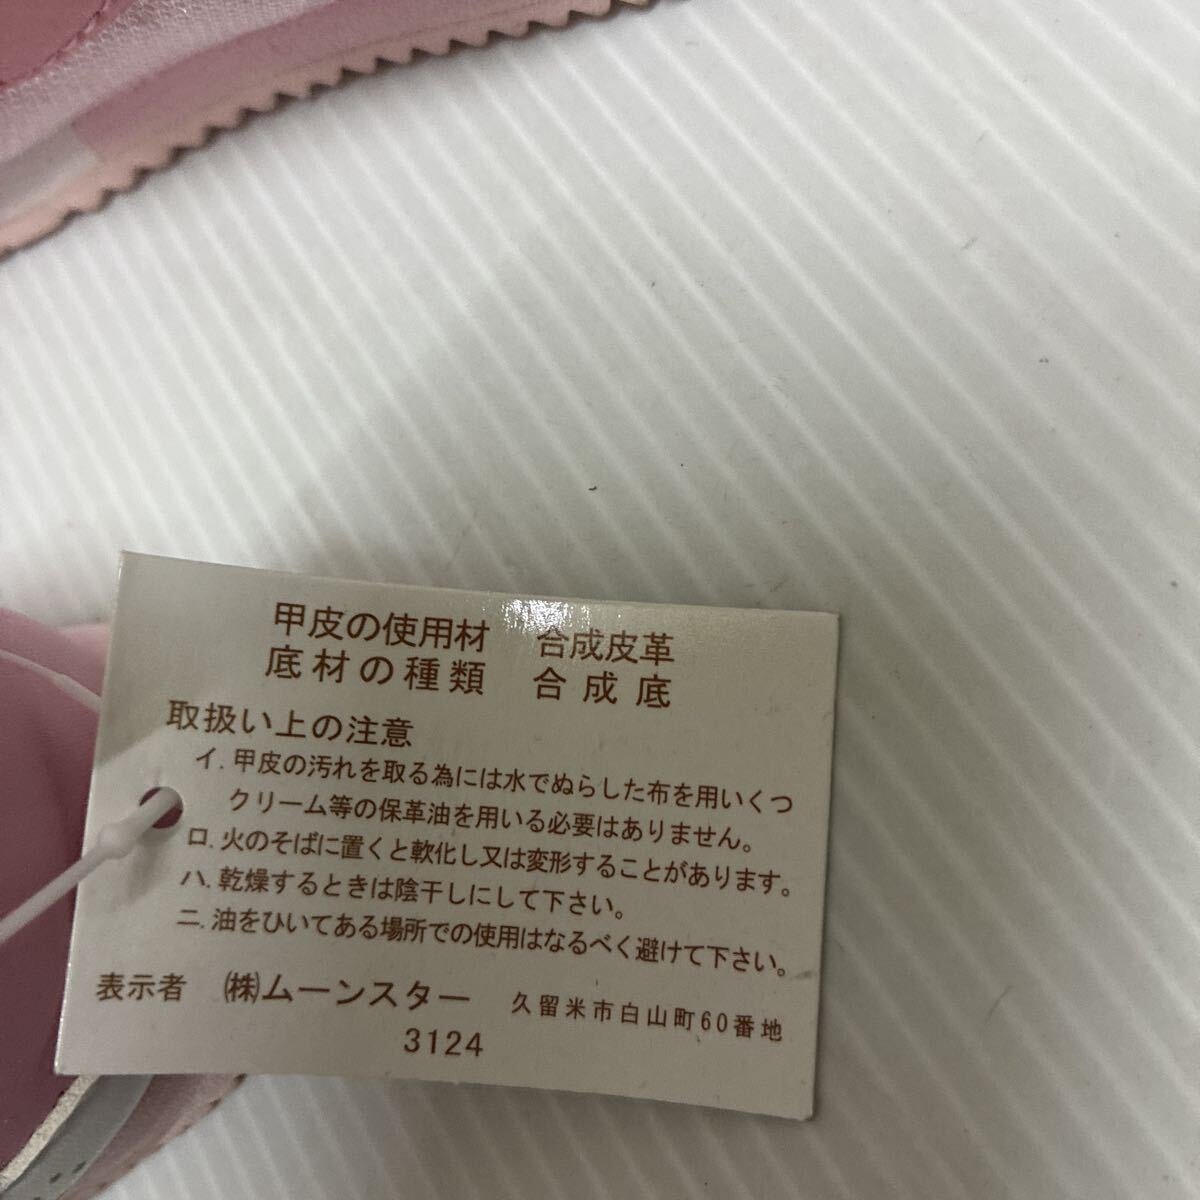 甲皮の使用材　合成皮革
底材の種類　合成底
取扱い上の注意
イ. 甲皮の汚れを取る為には水でぬらした布を用いくつ
クリーム等の保革油を用いる必要はありません。
ロ. 火のそばに置くと軟化し又は変形することがあります。
ハ. 乾燥するときは陰干しにして下さい。
ニ. 油をひいてある場所での使用はなるべく避けて下さい。
表示者　㈱ムーンスター　久留米市白山町60番地
3124